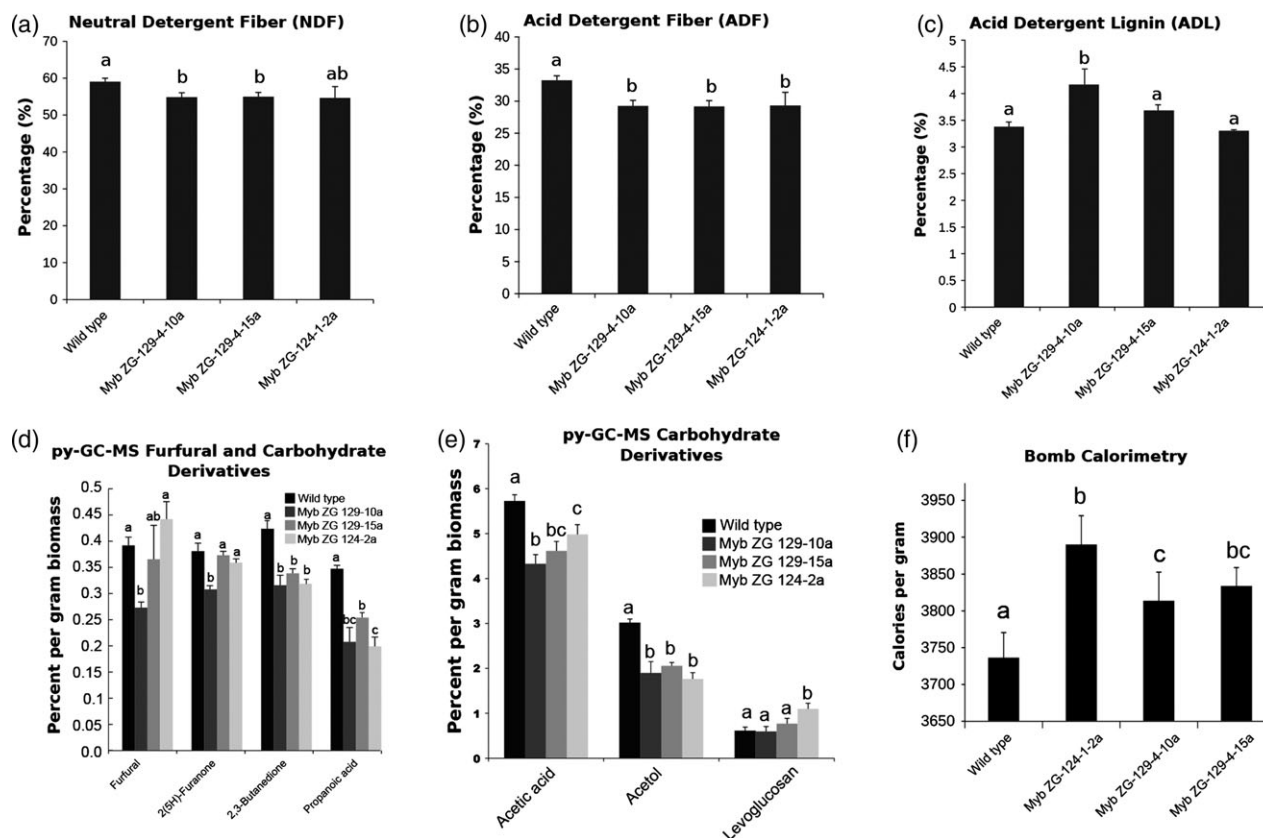 (a)
Neutral Detergent Fiber (NDF)
Percentage (%)
70
60
50
40
30
20
10
0
a
b
b
ab
Wild type
Myb ZG-129-4-10a
Myb ZG-129-4-15a
Myb ZG-124-1-2a
(b)
Acid Detergent Fiber (ADF)
Percentage (%)
40
35
30
25
20
15
10
5
0
a
b
b
b
Wild type
Myb ZG-129-4-10a
Myb ZG-129-4-15a
Myb ZG-124-1-2a
(c)
Acid Detergent Lignin (ADL)
Percentage (%)
5
4.5
4
3.5
3
2.5
2
1.5
1
0.5
0
a
b
a
a
Wild type
Myb ZG-129-4-10a
Myb ZG-129-4-15a
Myb ZG-124-1-2a
(d)
py-GC-MS Furfural and Carbohydrate
Derivatives
Percent per gram biomass
0.5
0.45
0.4
0.35
0.3
0.25
0.2
0.15
0.1
0.05
0.0
Wild type
Myb ZG 129-10a
Myb ZG 129-15a
Myb ZG 124-2a
a
b
ab
a
a
b
a
a
a
b
b
b
a
bc
b
c
Furfural
2(5H)-Furanone
2,3-Butanedione
Propanoic acid
(e)
py-GC-MS Carbohydrate
Derivatives
Percent per gram biomass
7
6
5
4
3
2
1
0
Wild type
Myb ZG 129-10a
Myb ZG 129-15a
Myb ZG 124-2a
a
b
bc
c
a
b
b
b
a
a
a
b
Acetic acid
Acetol
Levoglucosan
(f)
Bomb Calorimetry
Calories per gram
3950
3900
3850
3800
3750
3700
3650
a
b
c
bc
Wild type
Myb ZG-124-1-2a
Myb ZG-129-4-10a
Myb ZG-129-4-15a